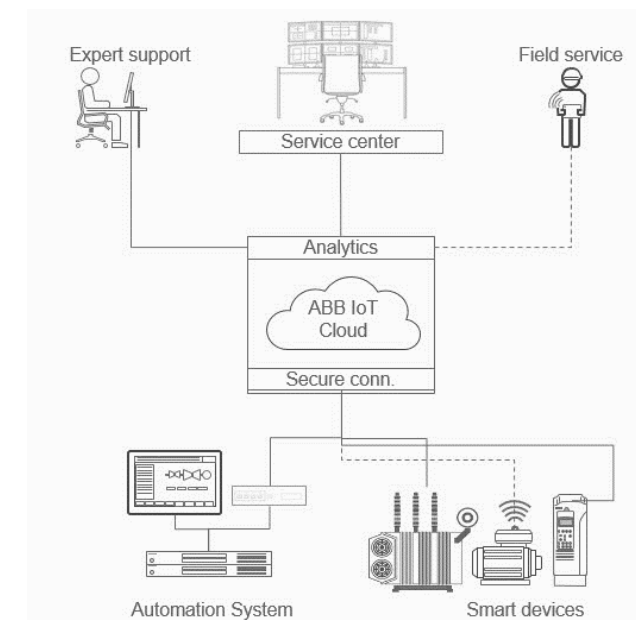 Expert support
Field service
Service center
Analytics
ABB IoT
Cloud
Secure conn.
Automation System
Smart devices